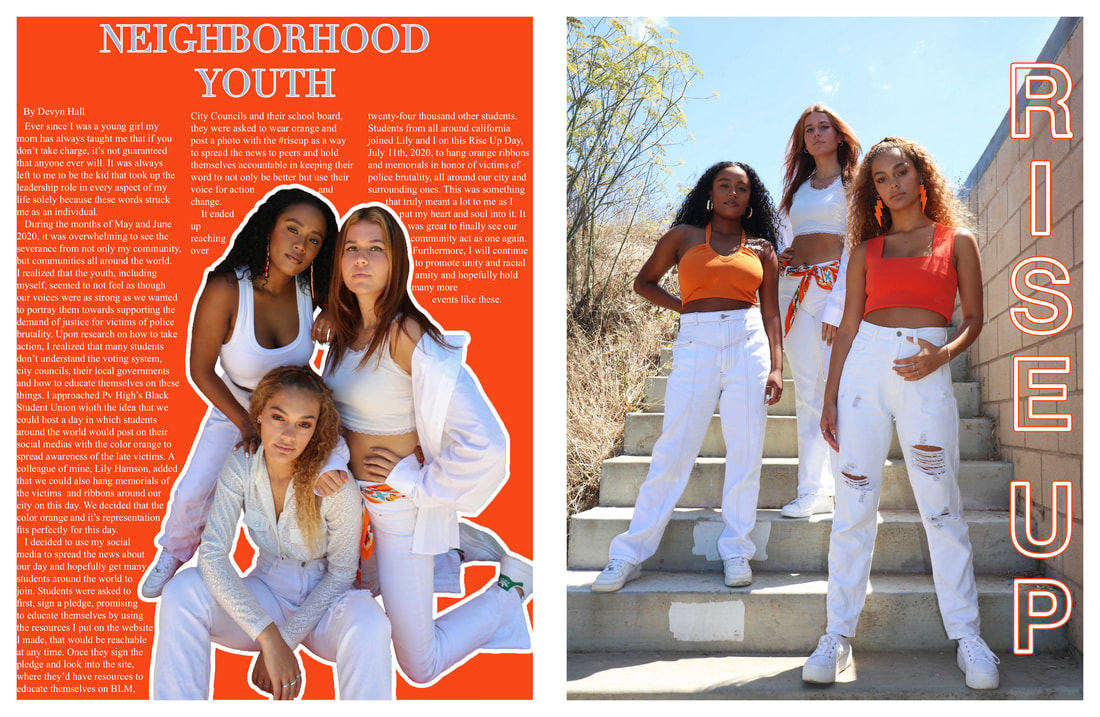 NEIGHBORHOOD
YOUTH
By Devyn Hall
Ever since I was a young girl my
mom has always taught me that if you
don't take charge, it's not guaranteed
that anyone ever will. It was always
left to me to be the kid that took up the
leadership role in every aspect of my
life solely because these words struck
me as an individual.
During the months of May and June
2020, it was overwhelming to see the
severance from not only my community,
but communities all around the world.
I realized that the youth, including
myself, seemed to not feel as though
our voices were as strong as we wanted
to portray them towards supporting the
demand of justice for victims of police
brutality. Upon research on how to take
action, I realized that many students
don't understand the voting system,
city councils, their local governments
and how to educate themselves on these
things. I approached Pv High's Black
Student Union wioth the idea that we
could host a day in which students
around the world would post on their
social medias with the color orange to
spread awareness of the late victims. A
colleague of mine, Lily Hamson, added
that we could also hang memorials of
the victims and ribbons around our
city on this day. We decided that the
color orange and it's representation
fits perfectly for this day.
I decided to use my social
media to spread the news about
our day and hopefully get many
students around the world to
join. Students were asked to
first, sign a pledge, promising
to educate themselves by using
the resources I put on the website
I made, that would be reachable
at any time. Once they sign the
pledge and look into the site,
where they'd have resources to
educate themselves on BLM,
City Councils and their school board,
they were asked to wear orange and
post a photo with the #riseup as a way
to spread the news to peers and hold
themselves accountable in keeping their
word to not only be better but use their
voice for action and
change.
It ended
up
reaching
over
twenty-four thousand other students.
Students from all around california
joined Lily and I on this Rise Up Day,
July 11th, 2020, to hang orange ribbons
and memorials in honor of victims of
police brutality, all around our city and
surrounding ones. This was something
that truly meant a lot to me as I
put my heart and soul into it. It
was great to finally see our
community act as one again.
Furthermore, I will continue
to promote unity and racial
amity and hopefully hold
many more
events like these.
RISE UP